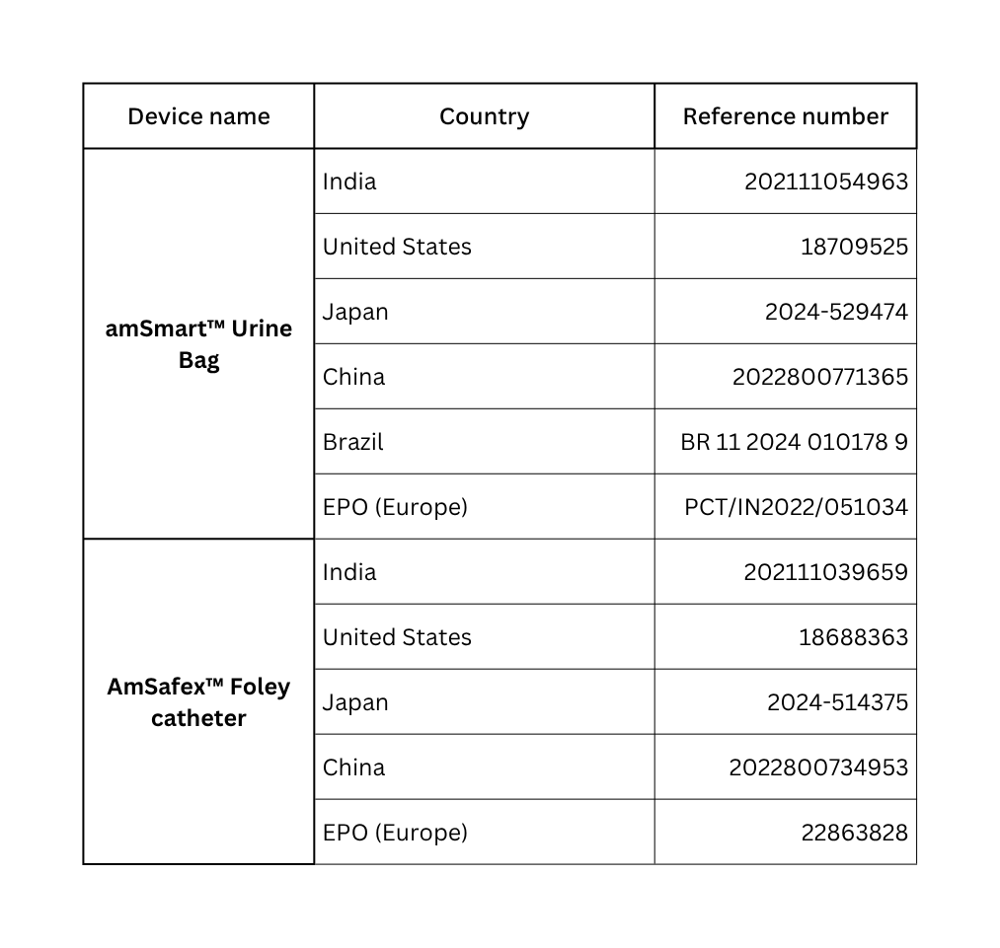 Device name Country Reference number
amSmart™ Urine
Bag
India 202111054963
United States 18709525
Japan 2024-529474
China 2022800771365
Brazil BR 11 2024 010178 9
EPO (Europe) PCT/IN2022/051034
AmSafex™ Foley
catheter
India 202111039659
United States 18688363
Japan 2024-514375
China 2022800734953
EPO (Europe) 22863828